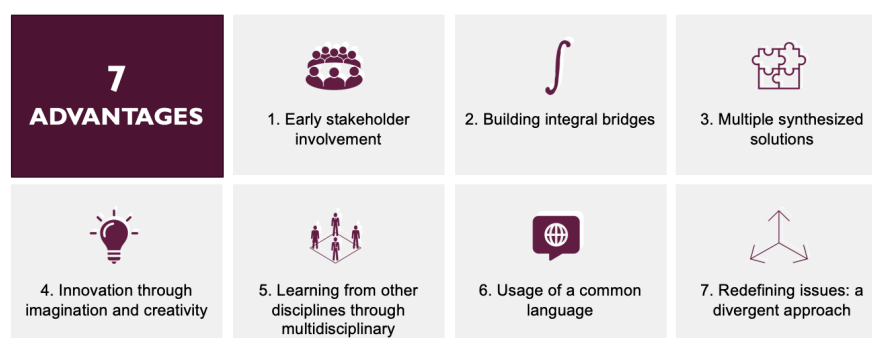 7
ADVANTAGES
1. Early stakeholder
involvement
2. Building integral bridges
3. Multiple synthesized
solutions
4. Innovation through
imagination and creativity
5. Learning from other
disciplines through
multidisciplinary
6. Usage of a common
language
7. Redefining issues: a
divergent approach